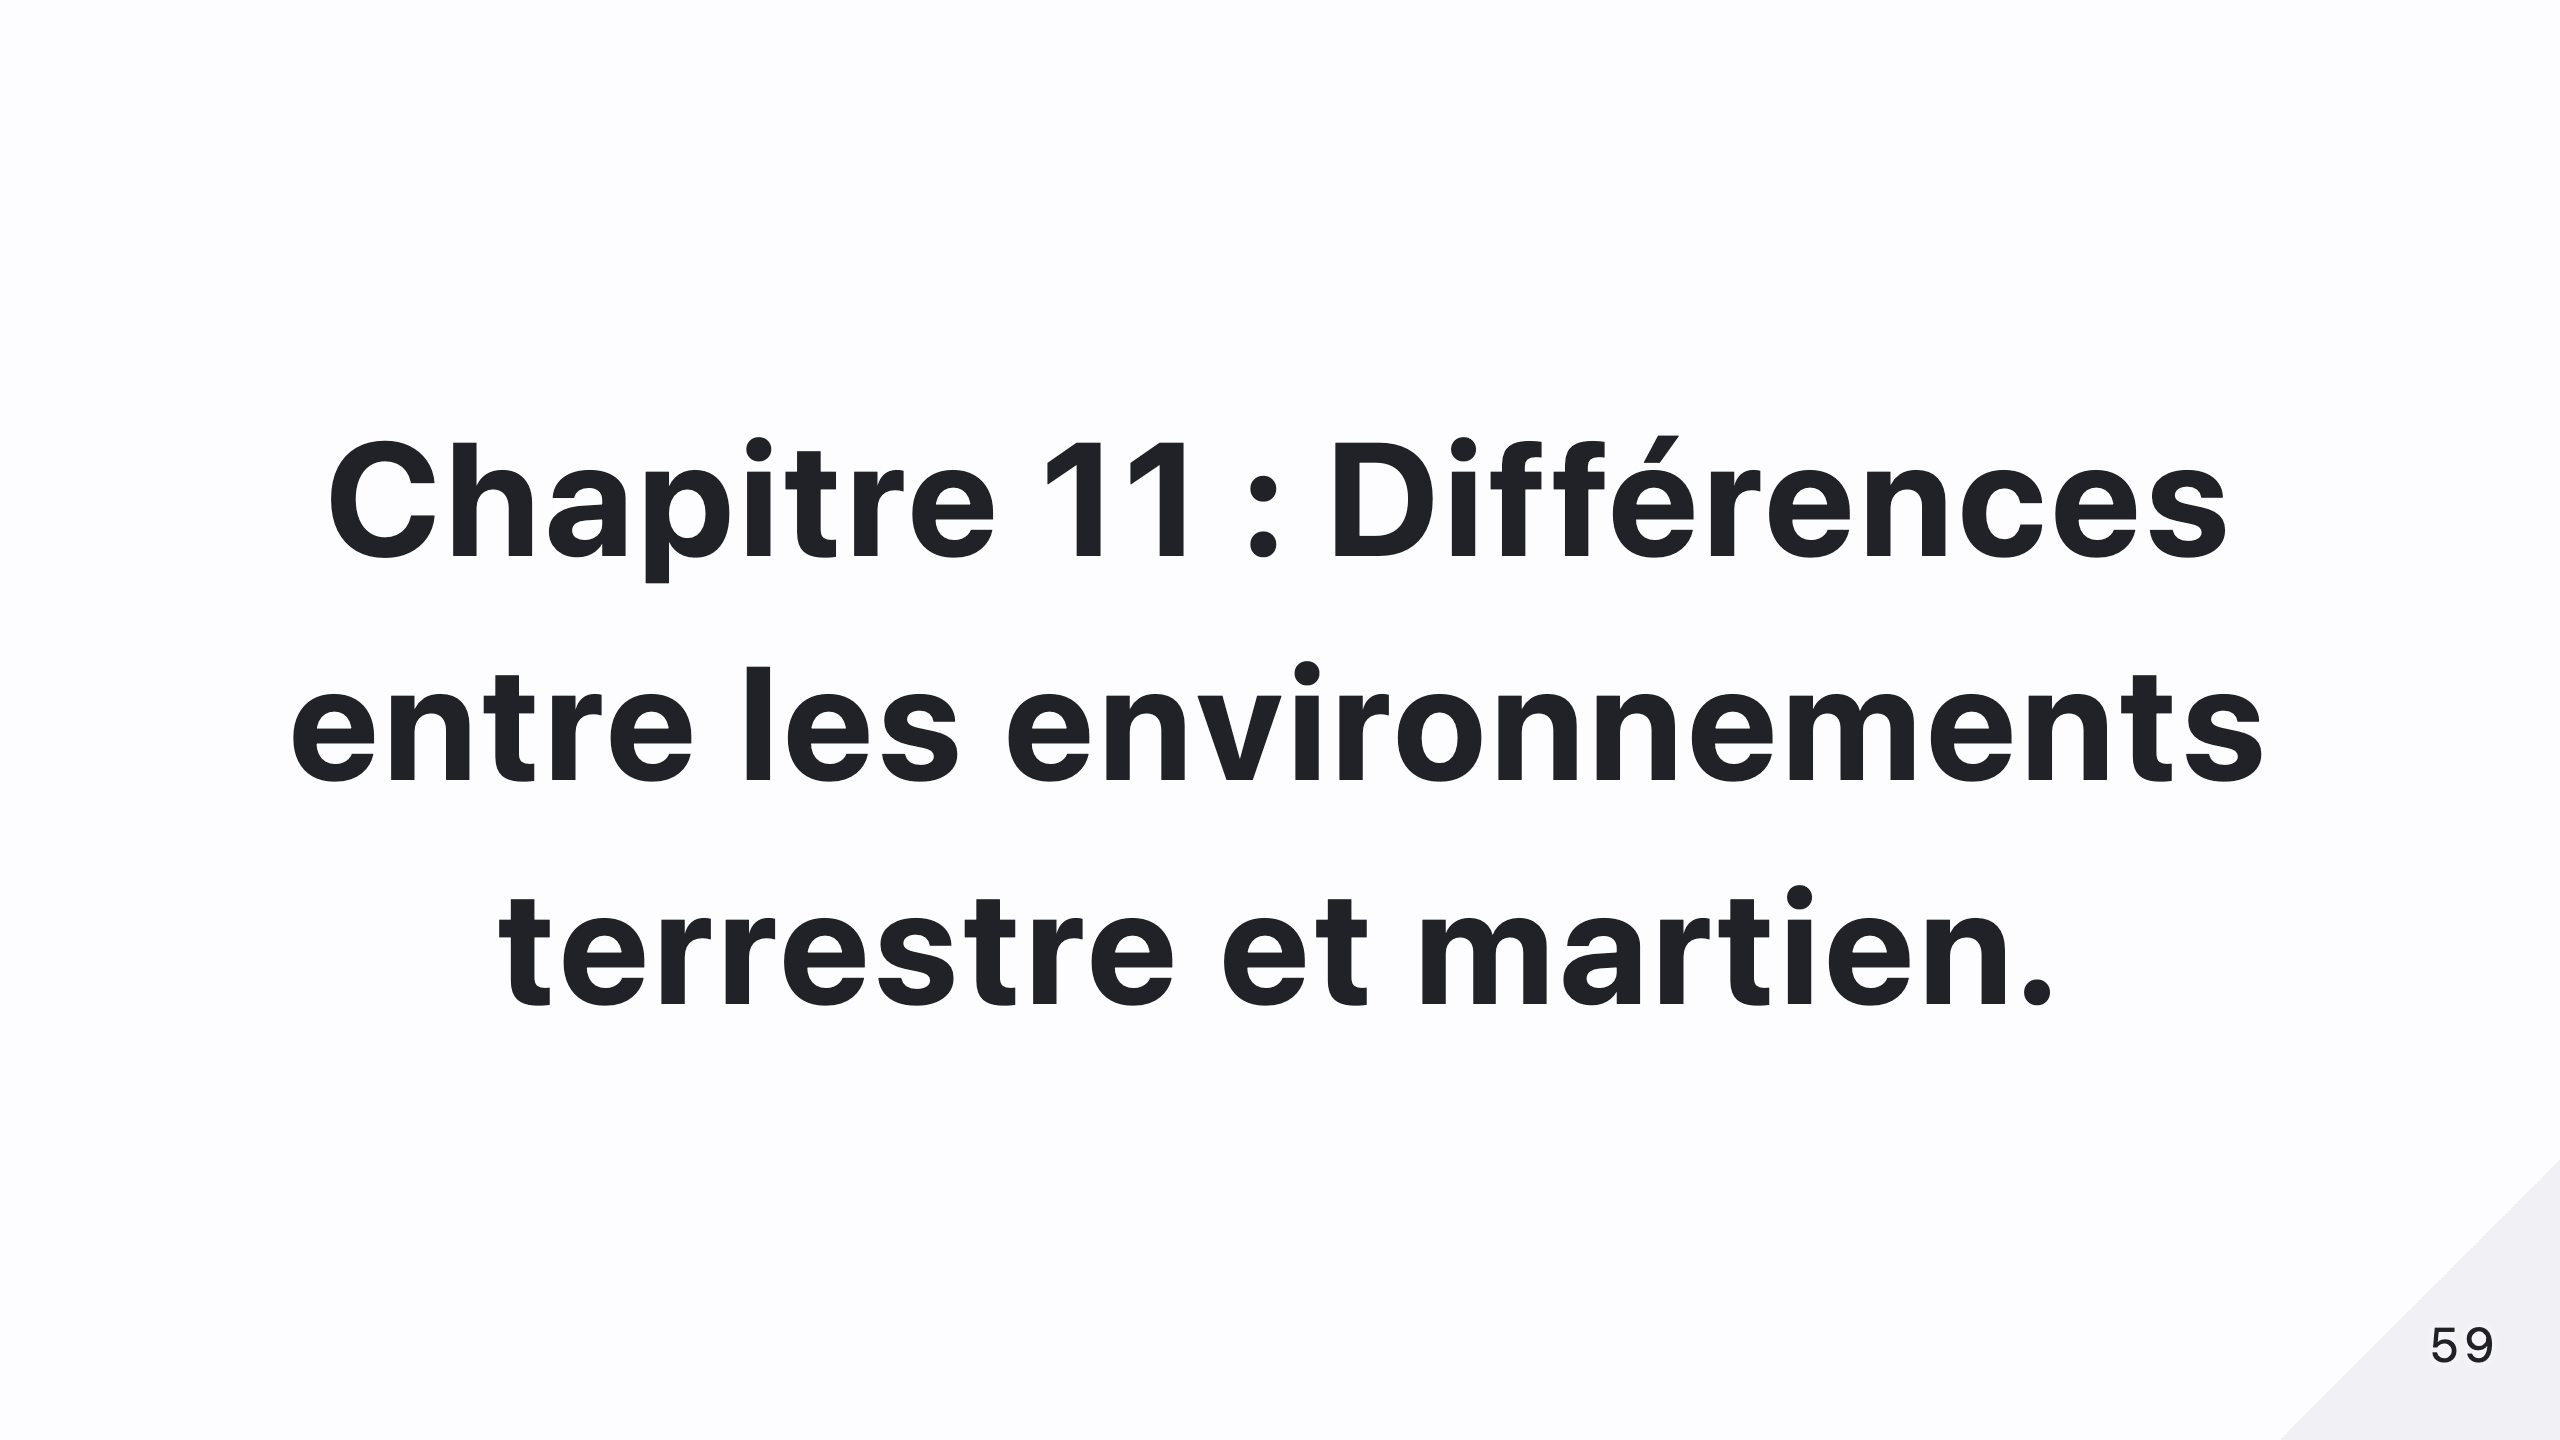 Chapitre 11 : Différences
entre les environnements
terrestre et martien.
59